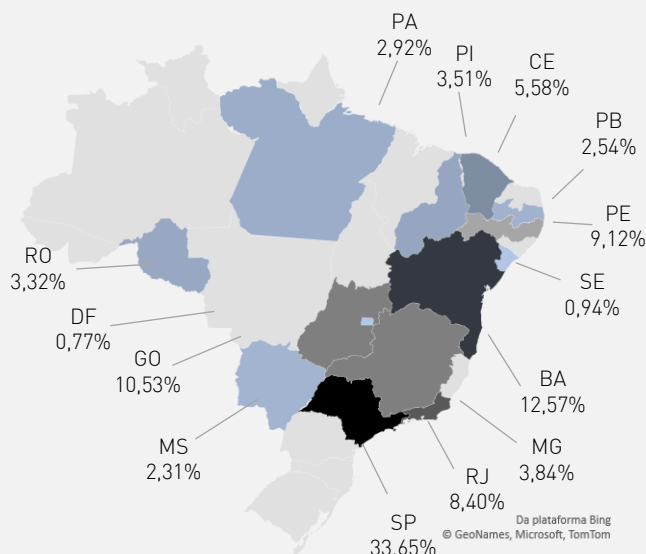 PA
2,92%
PI
3,51%
CE
5,58%
PB
2,54%
PE
9,12%
SE
0,94%
BA
12,57%
MG
3,84%
RJ
8,40%
SP
33,65%
MS
2,31%
GO
10,53%
DF
0,77%
RO
3,32%
Da plataforma Bing
© GeoNames, Microsoft, TomTom